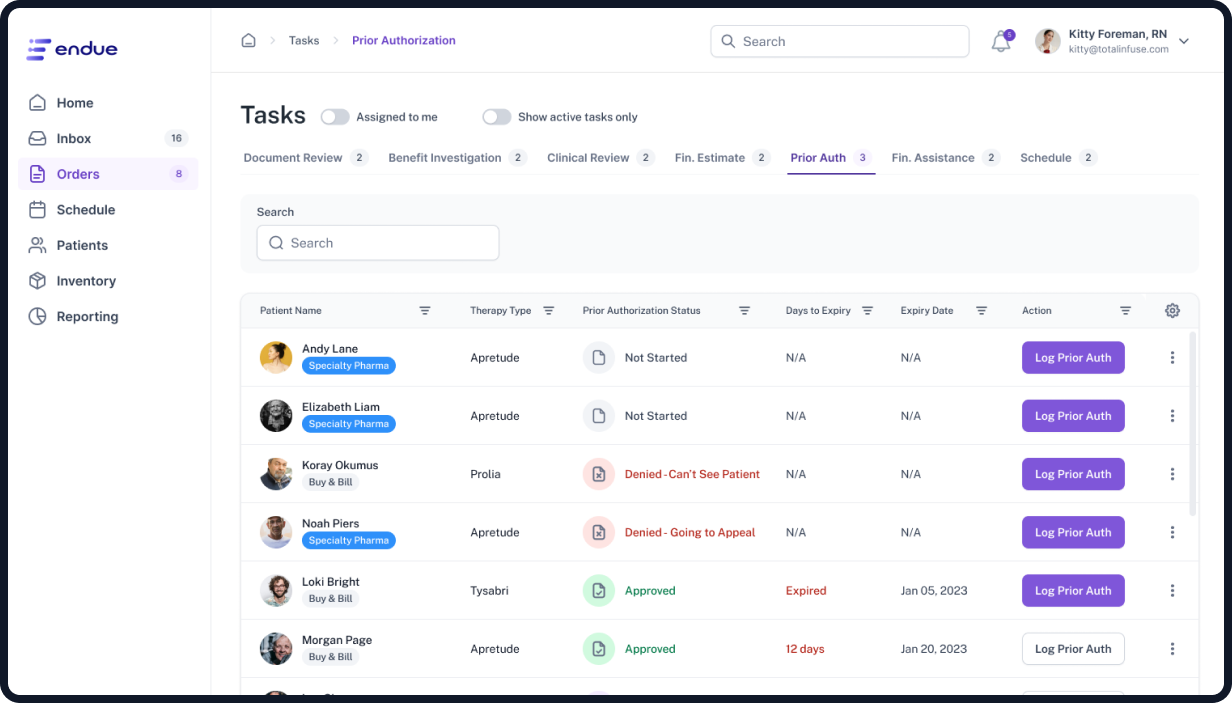 endue
Home
Inbox 16
Orders 8
Schedule
Patients
Inventory
Reporting
Tasks Prior Authorization
Search
5
Kitty Foreman, RN
kitty@totalinfuse.com
Tasks Assigned to me Show active tasks only
Document Review 2 Benefit Investigation 2 Clinical Review 2 Fin. Estimate 2 Prior Auth 3 Fin. Assistance 2 Schedule 2
Search
Search
Patient Name Therapy Type Prior Authorization Status Days to Expiry Expiry Date Action
Andy Lane
Specialty Pharma
Apretude Not Started N/A N/A Log Prior Auth
Elizabeth Liam
Specialty Pharma
Apretude Not Started N/A N/A Log Prior Auth
Koray Okumus
Buy & Bill
Prolia Denied - Can't See Patient N/A N/A Log Prior Auth
Noah Piers
Specialty Pharma
Apretude Denied - Going to Appeal N/A N/A Log Prior Auth
Loki Bright
Buy & Bill
Tysabri Approved Expired Jan 05, 2023 Log Prior Auth
Morgan Page
Buy & Bill
Apretude Approved 12 days Jan 20, 2023 Log Prior Auth